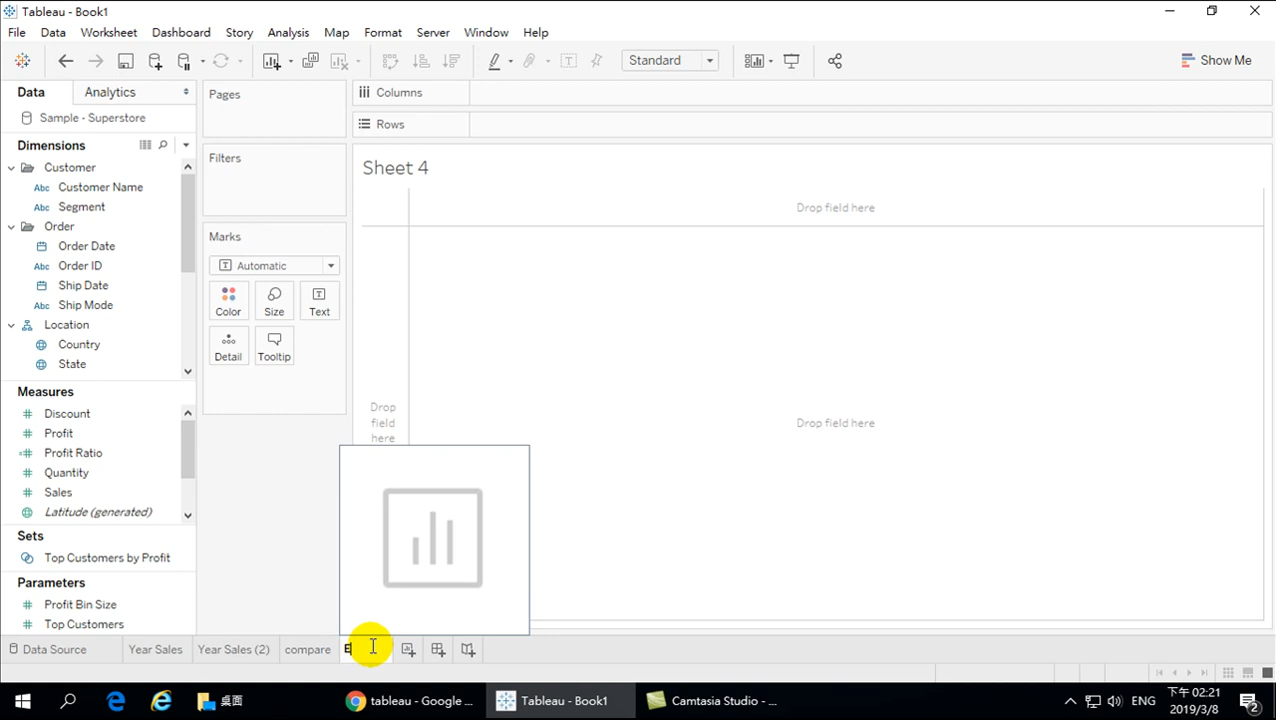 Tableau - Book1
File Data Worksheet Dashboard Story Analysis Map Format Server Window Help
Standard
Show Me
Data Analytics
Sample - Superstore
Dimensions
Customer
Abc Customer Name
Abc Segment
Order
Order Date
Abc Order ID
Ship Date
Abc Ship Mode
Location
Country
State
Measures
Discount
Profit
Profit Ratio
Quantity
Sales
Latitude (generated)
Sets
Top Customers by Profit
Parameters
Profit Bin Size
Top Customers
Pages
Filters
Marks
Automatic
Color Size Text
Detail Tooltip
Columns
Rows
Sheet 4
Drop field here
Drop
field
here
Drop field here
Data Source Year Sales Year Sales (2) compare E
桌面 tableau - Google ... Tableau - Book1 Camtasia Studio - ... ENG
下午 02:21
2019/3/8
2